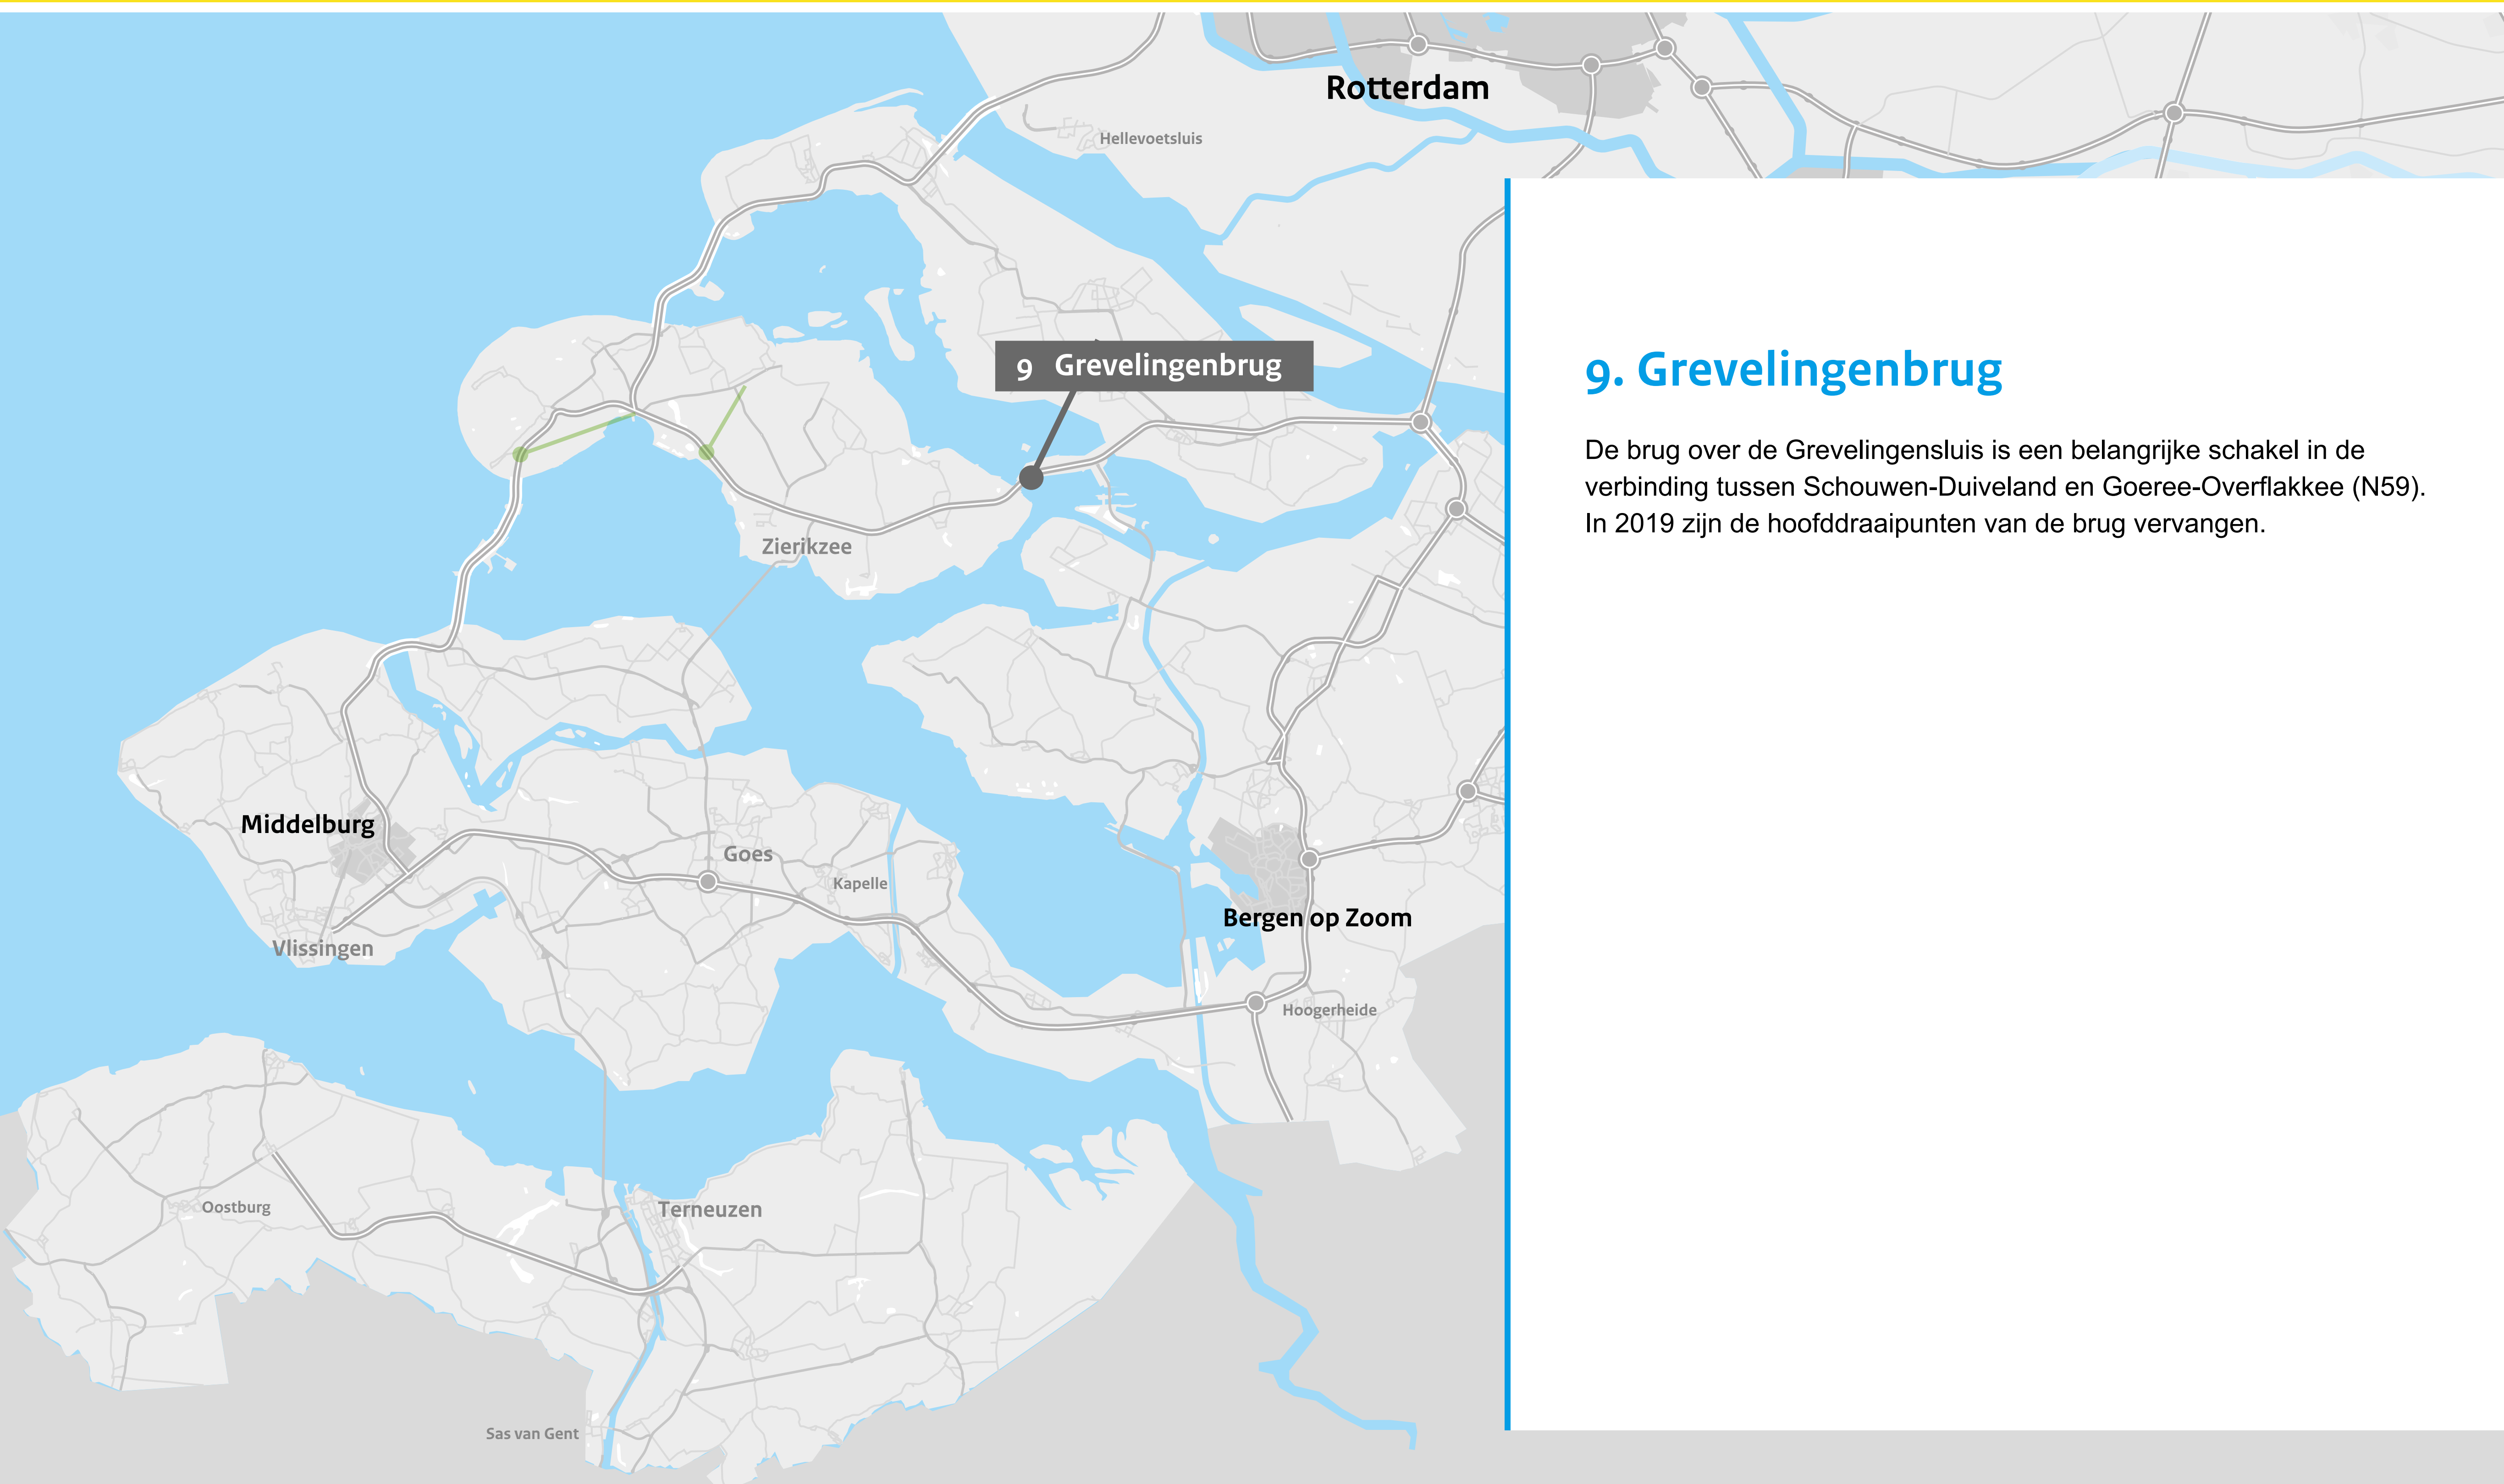 Rotterdam
Hellevoetsluis
9 Grevelingenbrug
Zierikzee
Middelburg
Goes
Kapelle
Vlissingen
Bergen op Zoom
Hoogerheide
Oostburg
Terneuzen
Sas van Gent
9. Grevelingenbrug
De brug over de Grevelingensluis is een belangrijke schakel in de
verbinding tussen Schouwen-Duiveland en Goeree-Overflakkee (N59).
In 2019 zijn de hoofddraaipunten van de brug vervangen.